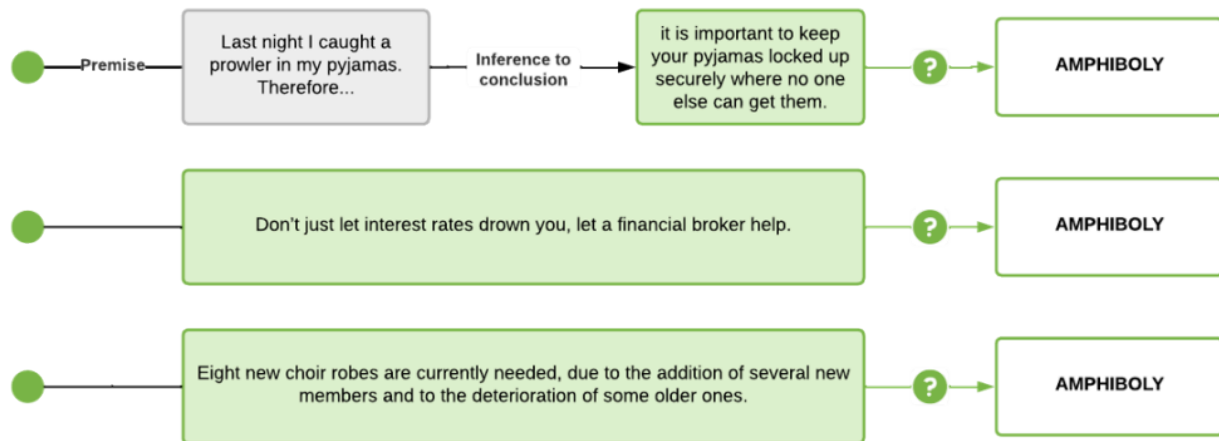 Premise
Last night I caught a
prowler in my pyjamas.
Therefore...
Inference to
conclusion
it is important to keep
your pyjamas locked up
securely where no one
else can get them.
?
AMPHIBOLY
Don't just let interest rates drown you, let a financial broker help.
?
AMPHIBOLY
Eight new choir robes are currently needed, due to the addition of several new
members and to the deterioration of some older ones.
?
AMPHIBOLY